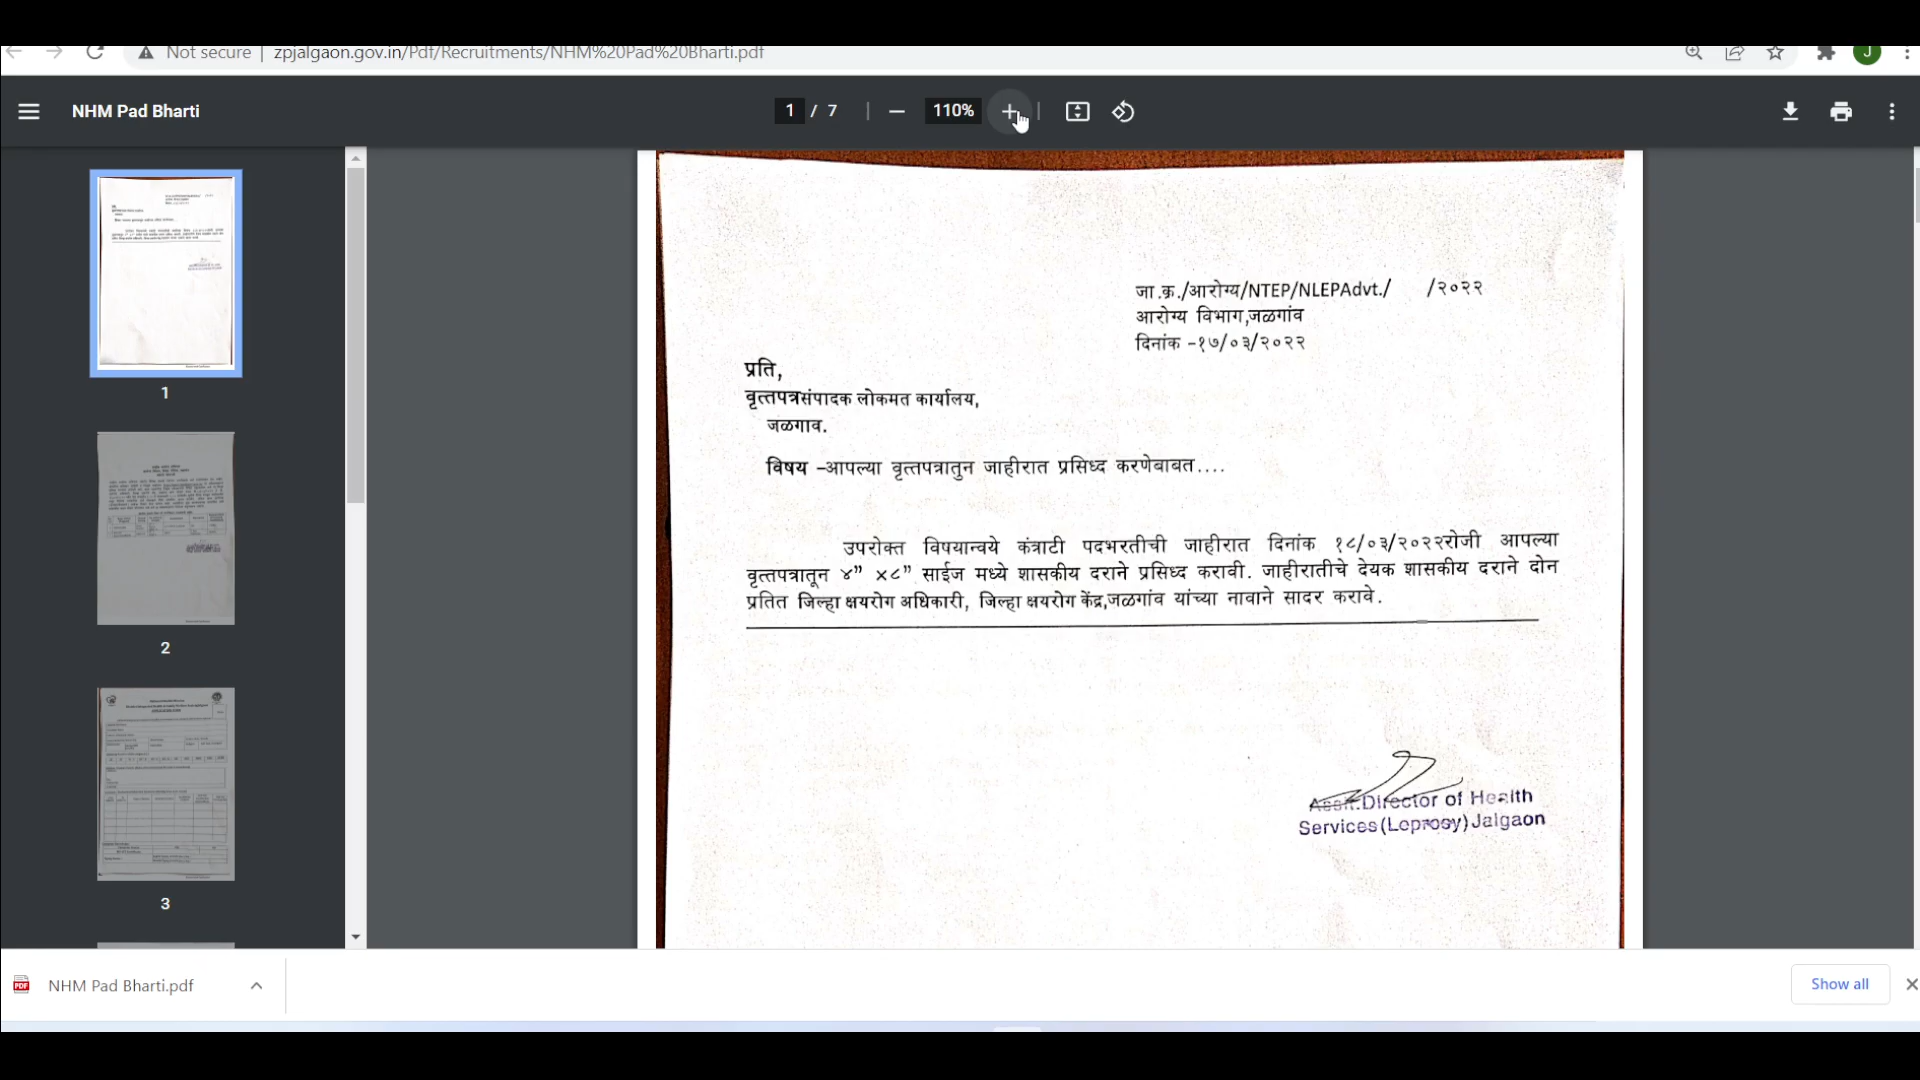 Not secure | zpjalgaon.gov.in/Pdf/Recruitments/NHM%20Pad%20Bharti.pdf
J
NHM Pad Bharti
1 / 7
110%
1
2
3
जा.क्र./आरोग्य/NTEP/NLEPAdvt./ /२०२२
आरोग्य विभाग,जळगांव
दिनांक -१७/०३/२०२२
प्रति,
वृत्तपत्रसंपादक लोकमत कार्यालय,
जळगाव.
विषय -आपल्या वृत्तपत्रातुन जाहीरात प्रसिध्द करणेबाबत....
उपरोक्त विषयान्वये कंत्राटी पदभरतीची जाहीरात दिनांक १८/०३/२०२२रोजी आपल्या
वृत्तपत्रातून ४” x८” साईज मध्ये शासकीय दराने प्रसिध्द करावी. जाहीरातीचे देयक शासकीय दराने दोन
प्रतित जिल्हा क्षयरोग अधिकारी, जिल्हा क्षयरोग केंद्र,जळगांव यांच्या नावाने सादर करावे.
Asstt.Director of Health
Services(Leprosy)Jalgaon
PDF
NHM Pad Bharti.pdf
Show all